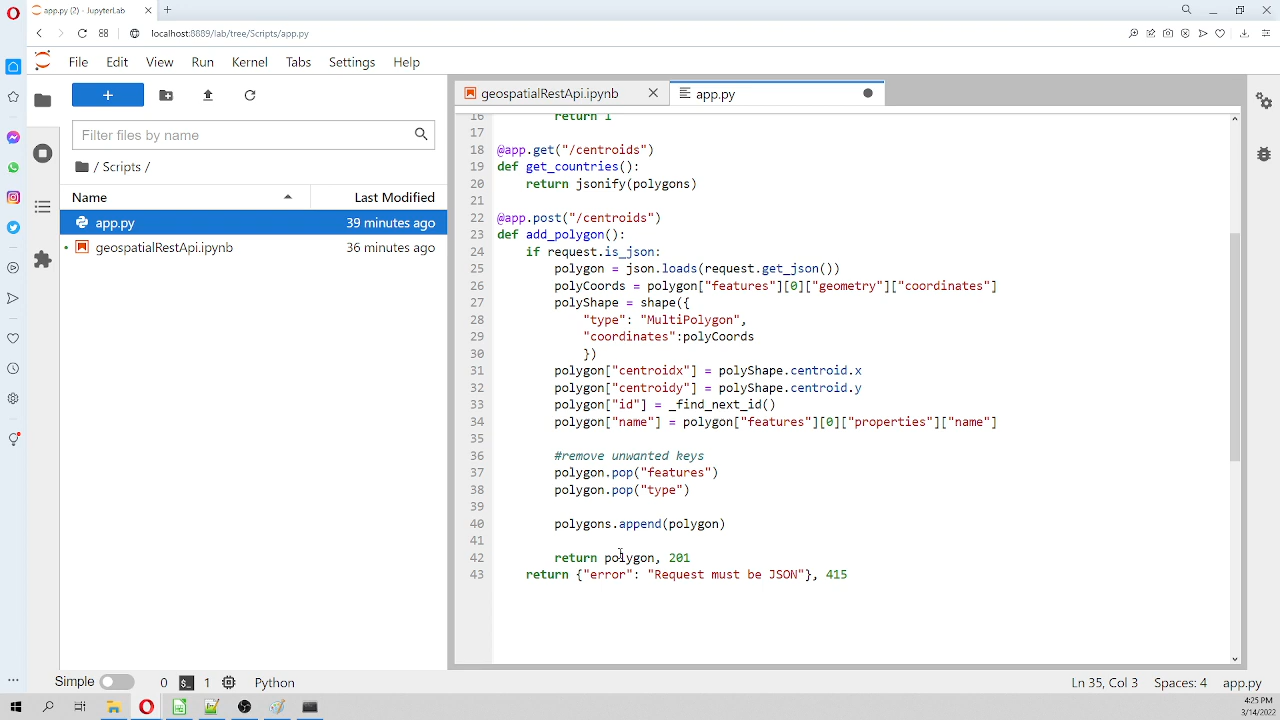 app.py (2) - JupyterLab
localhost:8889/lab/tree/Scripts/app.py
File Edit View Run Kernel Tabs Settings Help
+
geospatialRestApi.ipynb
app.py
Filter files by name
/ Scripts /
Name Last Modified
app.py 39 minutes ago
geospatialRestApi.ipynb 36 minutes ago
16 return 1
17
18 @app.get("/centroids")
19 def get_countries():
20 return jsonify(polygons)
21
22 @app.post("/centroids")
23 def add_polygon():
24 if request.is_json:
25 polygon = json.loads(request.get_json())
26 polyCoords = polygon["features"][0]["geometry"]["coordinates"]
27 polyShape = shape({
28 "type": "MultiPolygon",
29 "coordinates":polyCoords
30 })
31 polygon["centroidx"] = polyShape.centroid.x
32 polygon["centroidy"] = polyShape.centroid.y
33 polygon["id"] = _find_next_id()
34 polygon["name"] = polygon["features"][0]["properties"]["name"]
35
36 #remove unwanted keys
37 polygon.pop("features")
38 polygon.pop("type")
39
40 polygons.append(polygon)
41
42 return polygon, 201
43 return {"error": "Request must be JSON"}, 415
Simple 0 1 Python Ln 35, Col 3 Spaces: 4 app.py
4:25 PM
3/14/2022